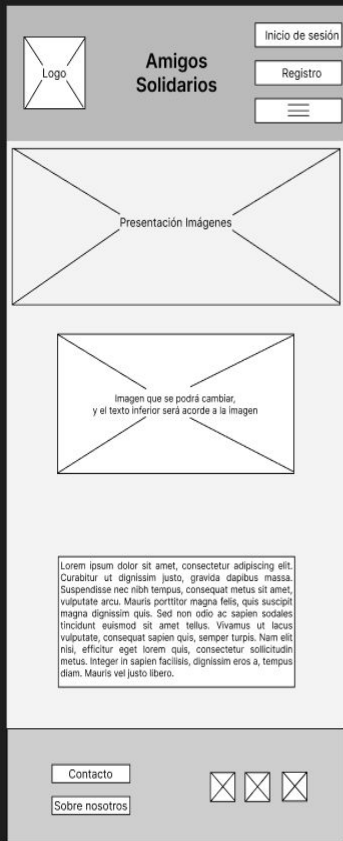 Logo
Amigos
Solidarios
Inicio de sesión
Registro
Presentación Imágenes
Imagen que se podrá cambiar,
y el texto inferior será acorde a la imagen
Lorem ipsum dolor sit amet, consectetur adipiscing elit.
Curabitur ut dignissim justo, gravida dapibus massa.
Suspendisse nec nibh tempus, consequat metus sit amet,
vulputate arcu. Mauris porttitor magna felis, quis suscipit
magna dignissim quis. Sed non odio ac sapien sodales
tincidunt euismod sit amet tellus. Vivamus ut lacus
vulputate, consequat sapien quis, semper turpis. Nam elit
nisi, efficitur eget lorem quis, consectetur sollicitudin
metus. Integer in sapien facilisis, dignissim eros a, tempus
diam. Mauris vel justo libero.
Contacto
Sobre nosotros